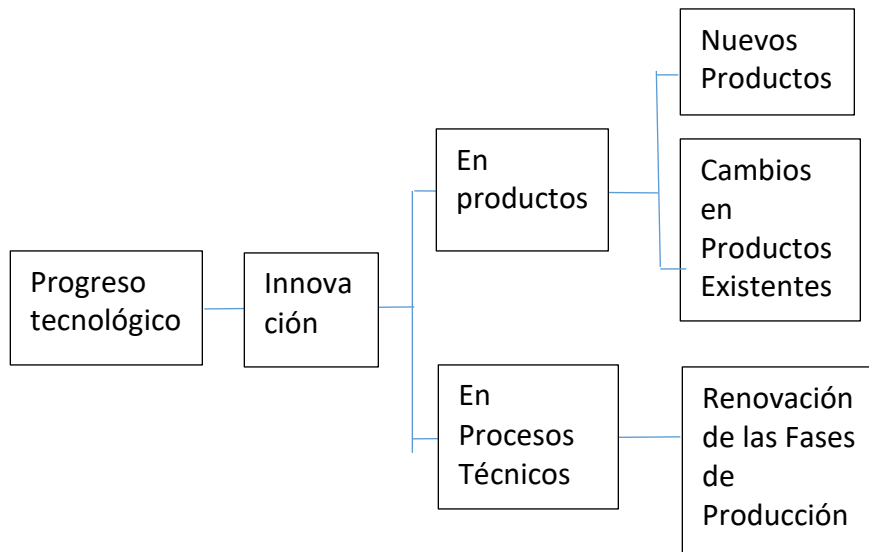 Progreso
tecnológico
Innova
ción
En
productos
Nuevos
Productos
Cambios
en
Productos
Existentes
En
Procesos
Técnicos
Renovación
de las Fases
de
Producción